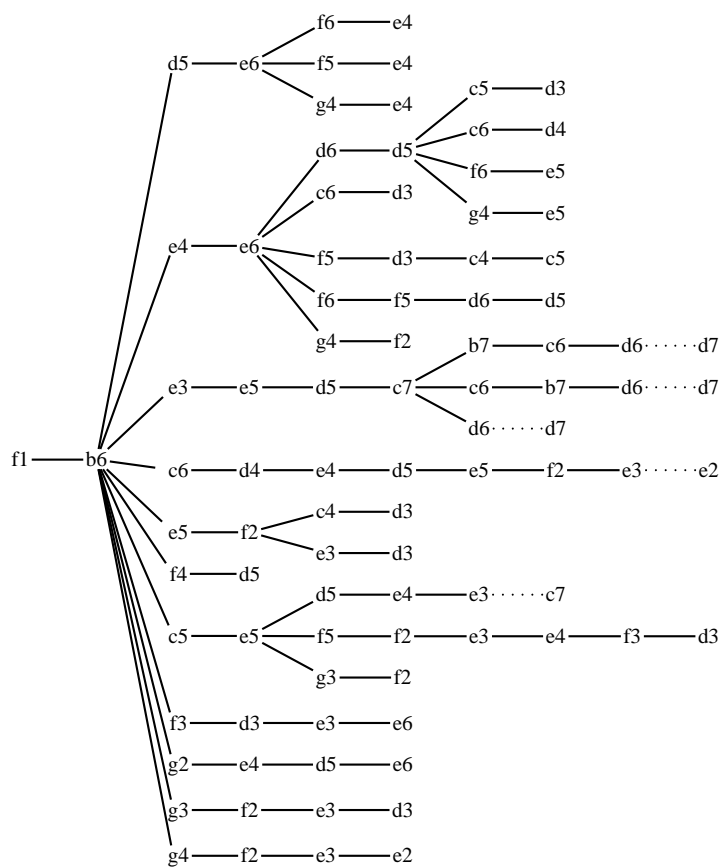 f6 e4
d5 e6 f5 e4
g4 e4
c5 d3
c6 d4
d6 d5
f6 e5
c6 d3
g4 e5
e4 e6
f5 d3 c4 c5
f6 f5 d6 d5
g4 f2
b7 c6 d6 ...... d7
e3 e5 d5 c7 c6 b7 d6 ...... d7
d6 ...... d7
f1 b6
c6 d4 e4 d5 e5 f2 e3 ...... e2
c4 d3
e5 f2
e3 d3
f4 d5
d5 e4 e3 ...... c7
c5 e5 f5 f2 e3 e4 f3 d3
g3 f2
f3 d3 e3 e6
g2 e4 d5 e6
g3 f2 e3 d3
g4 f2 e3 e2